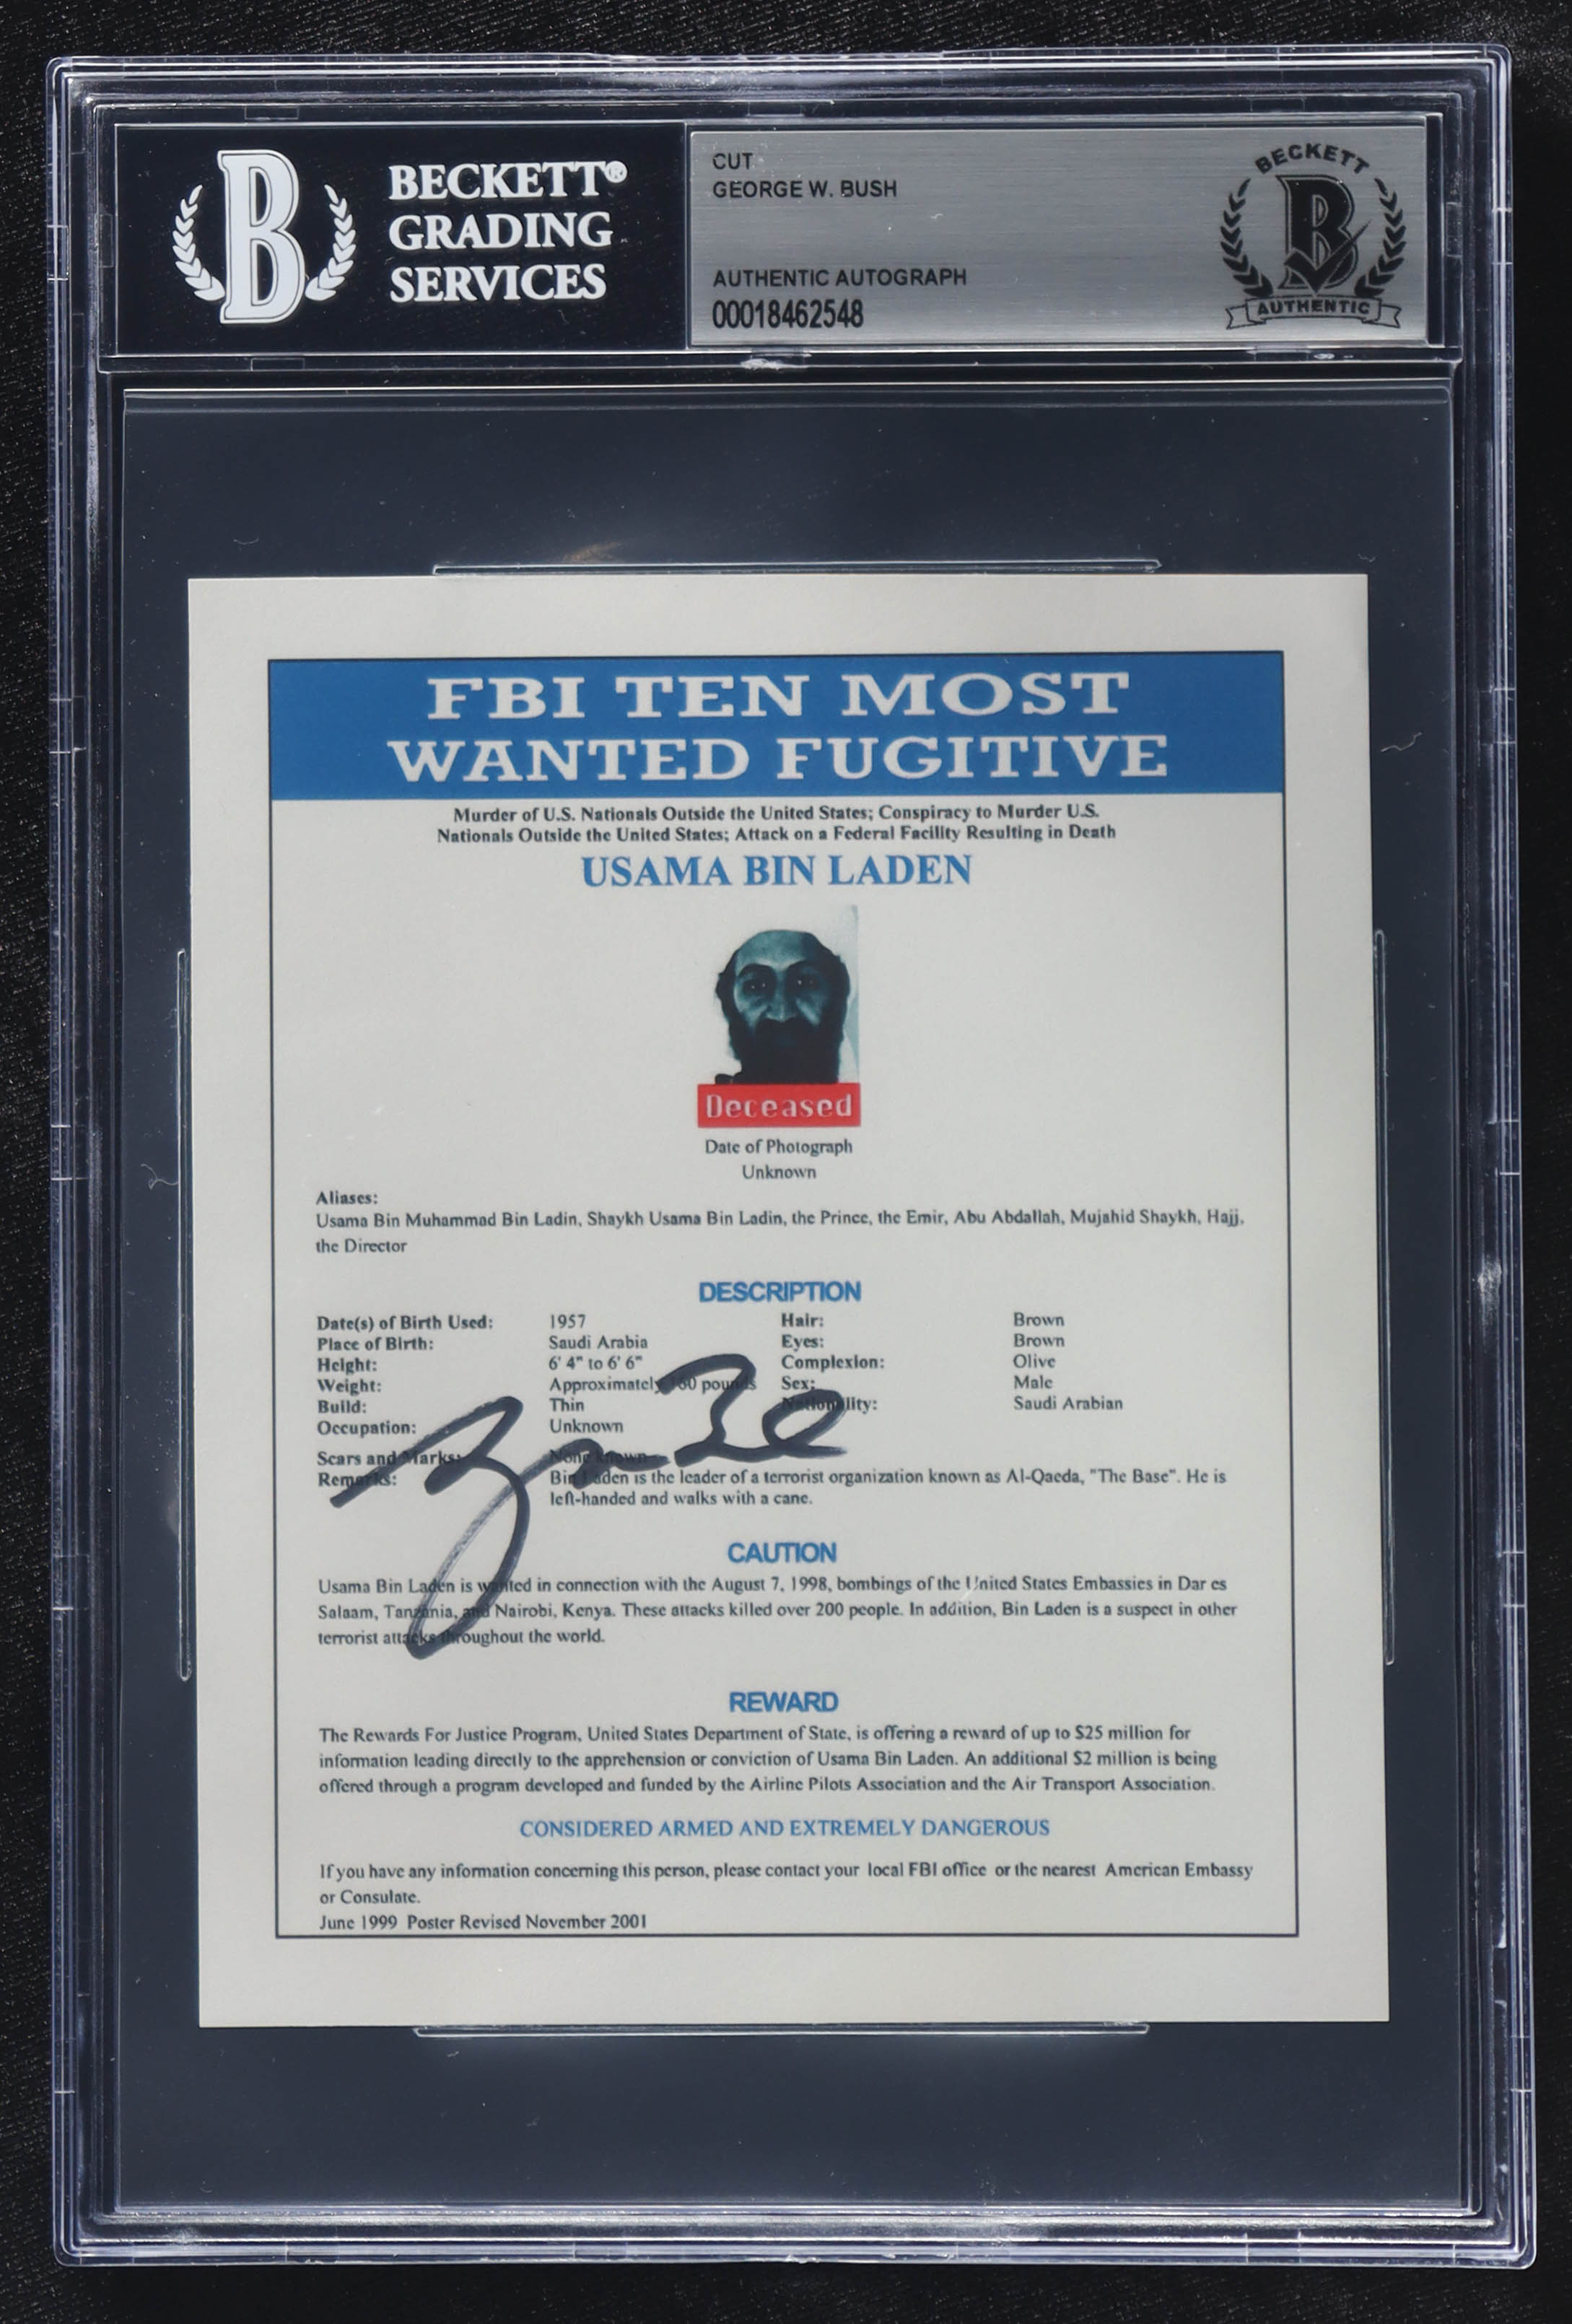 BECKETT®
GRADING
SERVICES
CUT
GEORGE W. BUSH
AUTHENTIC AUTOGRAPH
00018462548
BECKETT
B
AUTHENTIC
FBI TEN MOST
WANTED FUGITIVE
Murder of U.S. Nationals Outside the United States; Conspiracy to Murder U.S.
Nationals Outside the United States; Attack on a Federal Facility Resulting in Death
USAMA BIN LADEN
Deceased
Date of Photograph
Unknown
Aliases:
Usama Bin Muhammad Bin Ladin, Shaykh Usama Bin Ladin, the Prince, the Emir, Abu Abdallah, Mujahid Shaykh, Hajj,
the Director
DESCRIPTION
Date(s) of Birth Used: 1957 Hair: Brown
Place of Birth: Saudi Arabia Eyes: Brown
Height: 6' 4" to 6' 6" Complexion: Olive
Weight: Approximately 160 pounds Sex: Male
Build: Thin Nationality: Saudi Arabian
Occupation: Unknown
Scars and Marks: None known
Remarks: Bin Laden is the leader of a terrorist organization known as Al-Qaeda, "The Base". He is
left-handed and walks with a cane.
CAUTION
Usama Bin Laden is wanted in connection with the August 7, 1998, bombings of the United States Embassies in Dar es
Salaam, Tanzania, and Nairobi, Kenya. These attacks killed over 200 people. In addition, Bin Laden is a suspect in other
terrorist attacks throughout the world.
REWARD
The Rewards For Justice Program, United States Department of State, is offering a reward of up to $25 million for
information leading directly to the apprehension or conviction of Usama Bin Laden. An additional $2 million is being
offered through a program developed and funded by the Airline Pilots Association and the Air Transport Association.
CONSIDERED ARMED AND EXTREMELY DANGEROUS
If you have any information concerning this person, please contact your local FBI office or the nearest American Embassy
or Consulate.
June 1999 Poster Revised November 2001